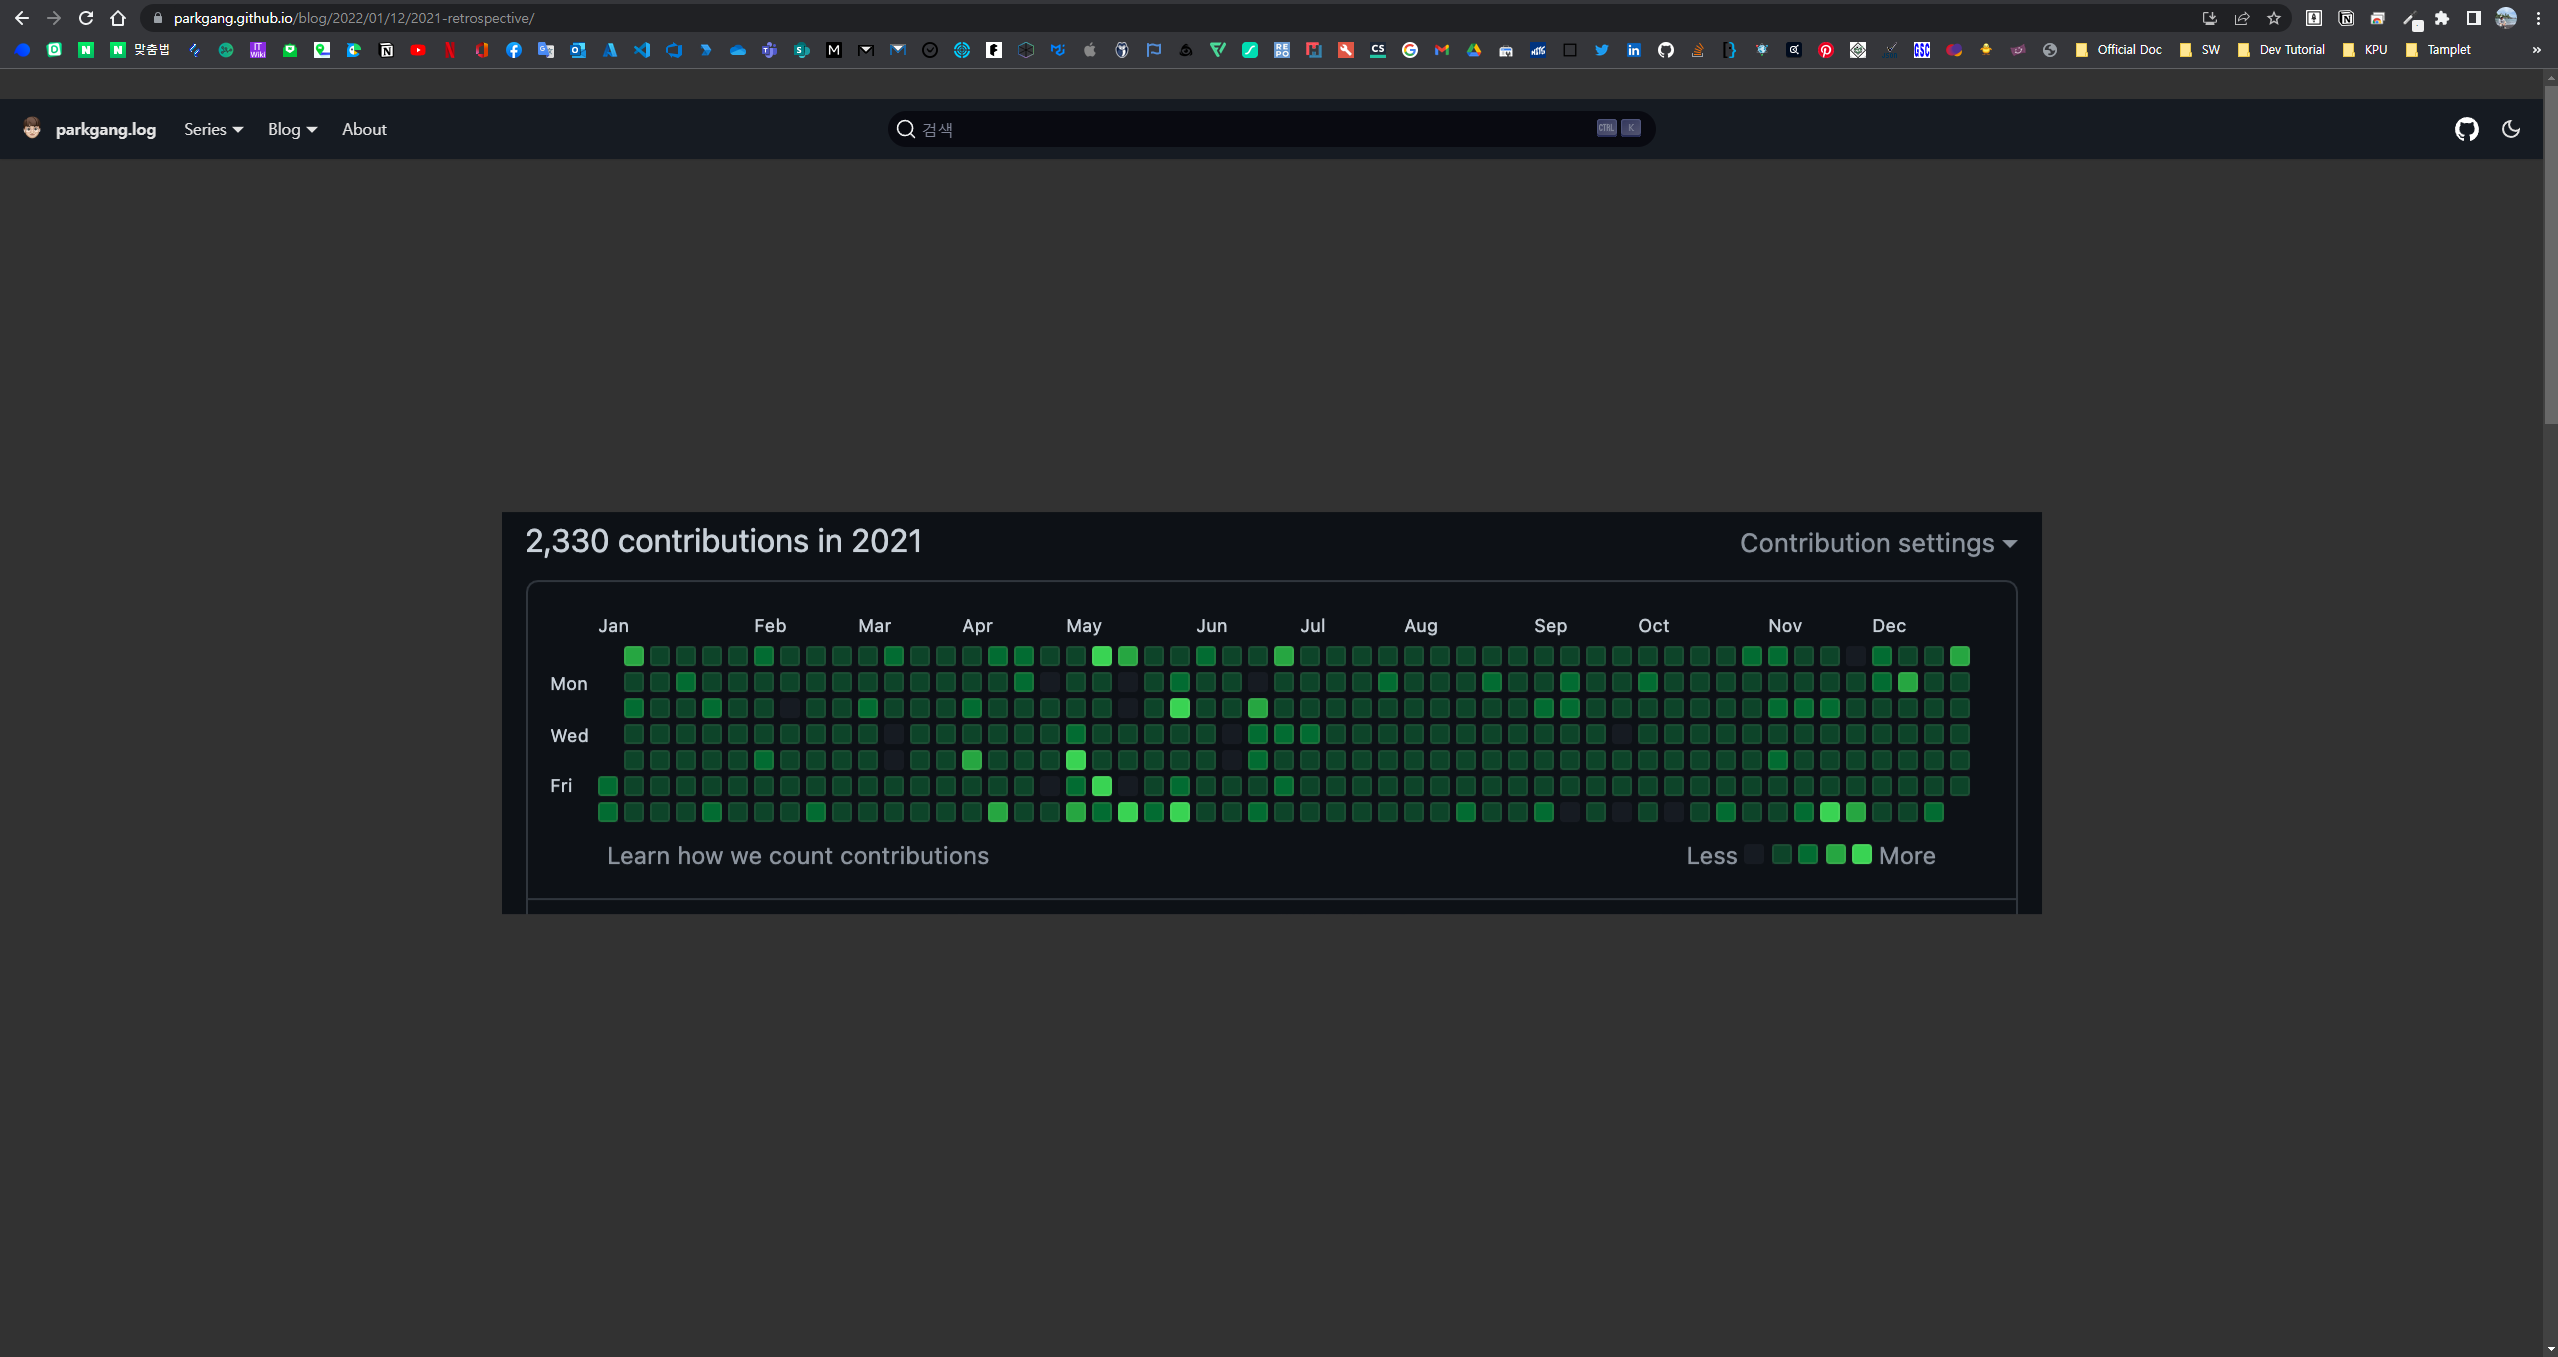 parkgang.github.io/blog/2022/01/12/2021-retrospective/
맞춤법
Official Doc
SW
Dev Tutorial
KPU
Tamplet
»
parkgang.log
Series
Blog
About
검색
CTRL K
2,330 contributions in 2021
Contribution settings
Jan Feb Mar Apr May Jun Jul Aug Sep Oct Nov Dec
Mon
Wed
Fri
Learn how we count contributions
Less
More